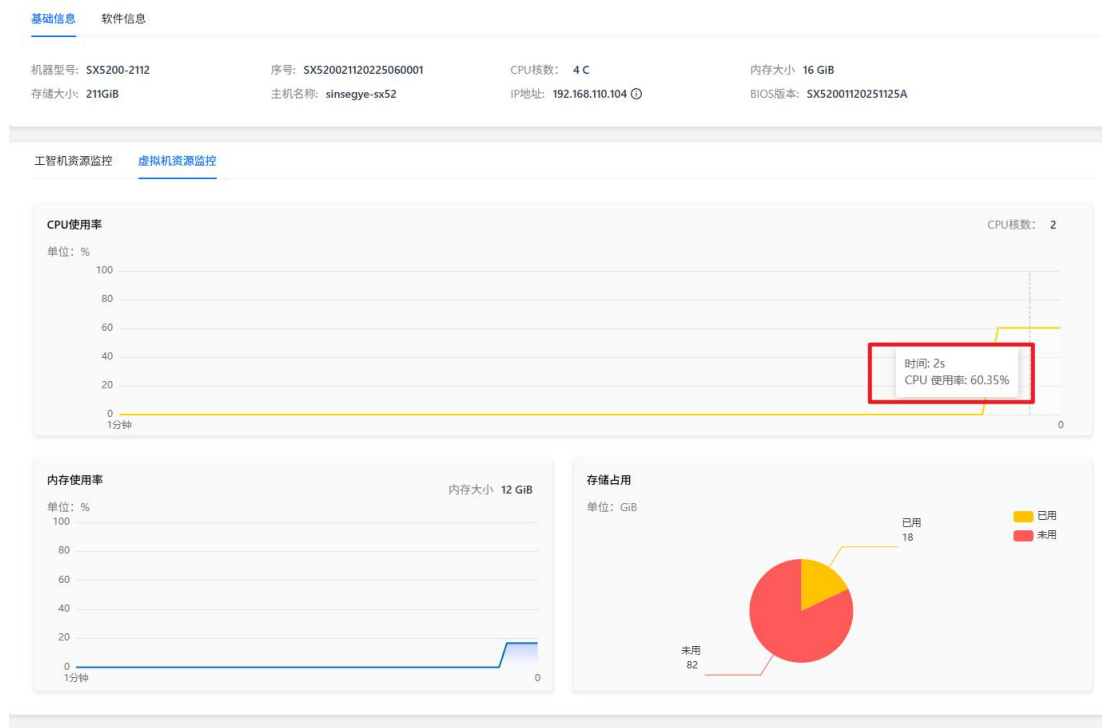 基础信息 软件信息
机器型号: SX5200-2112 序号: SX520021120225060001 CPU核数: 4 C 内存大小 16 GiB
存储大小: 211GiB 主机名称: sinsegye-sx52 IP地址: 192.168.110.104 BIOS版本: SX52001120251125A
工智机资源监控 虚拟机资源监控
CPU使用率 CPU核数: 2
单位: %
100
80
60
40
20
0
1分钟 0
时间: 2s
CPU 使用率: 60.35%
内存使用率 内存大小 12 GiB
单位: %
100
80
60
40
20
0
1分钟 0
存储占用
单位: GiB
已用
未用
已用
18
未用
82